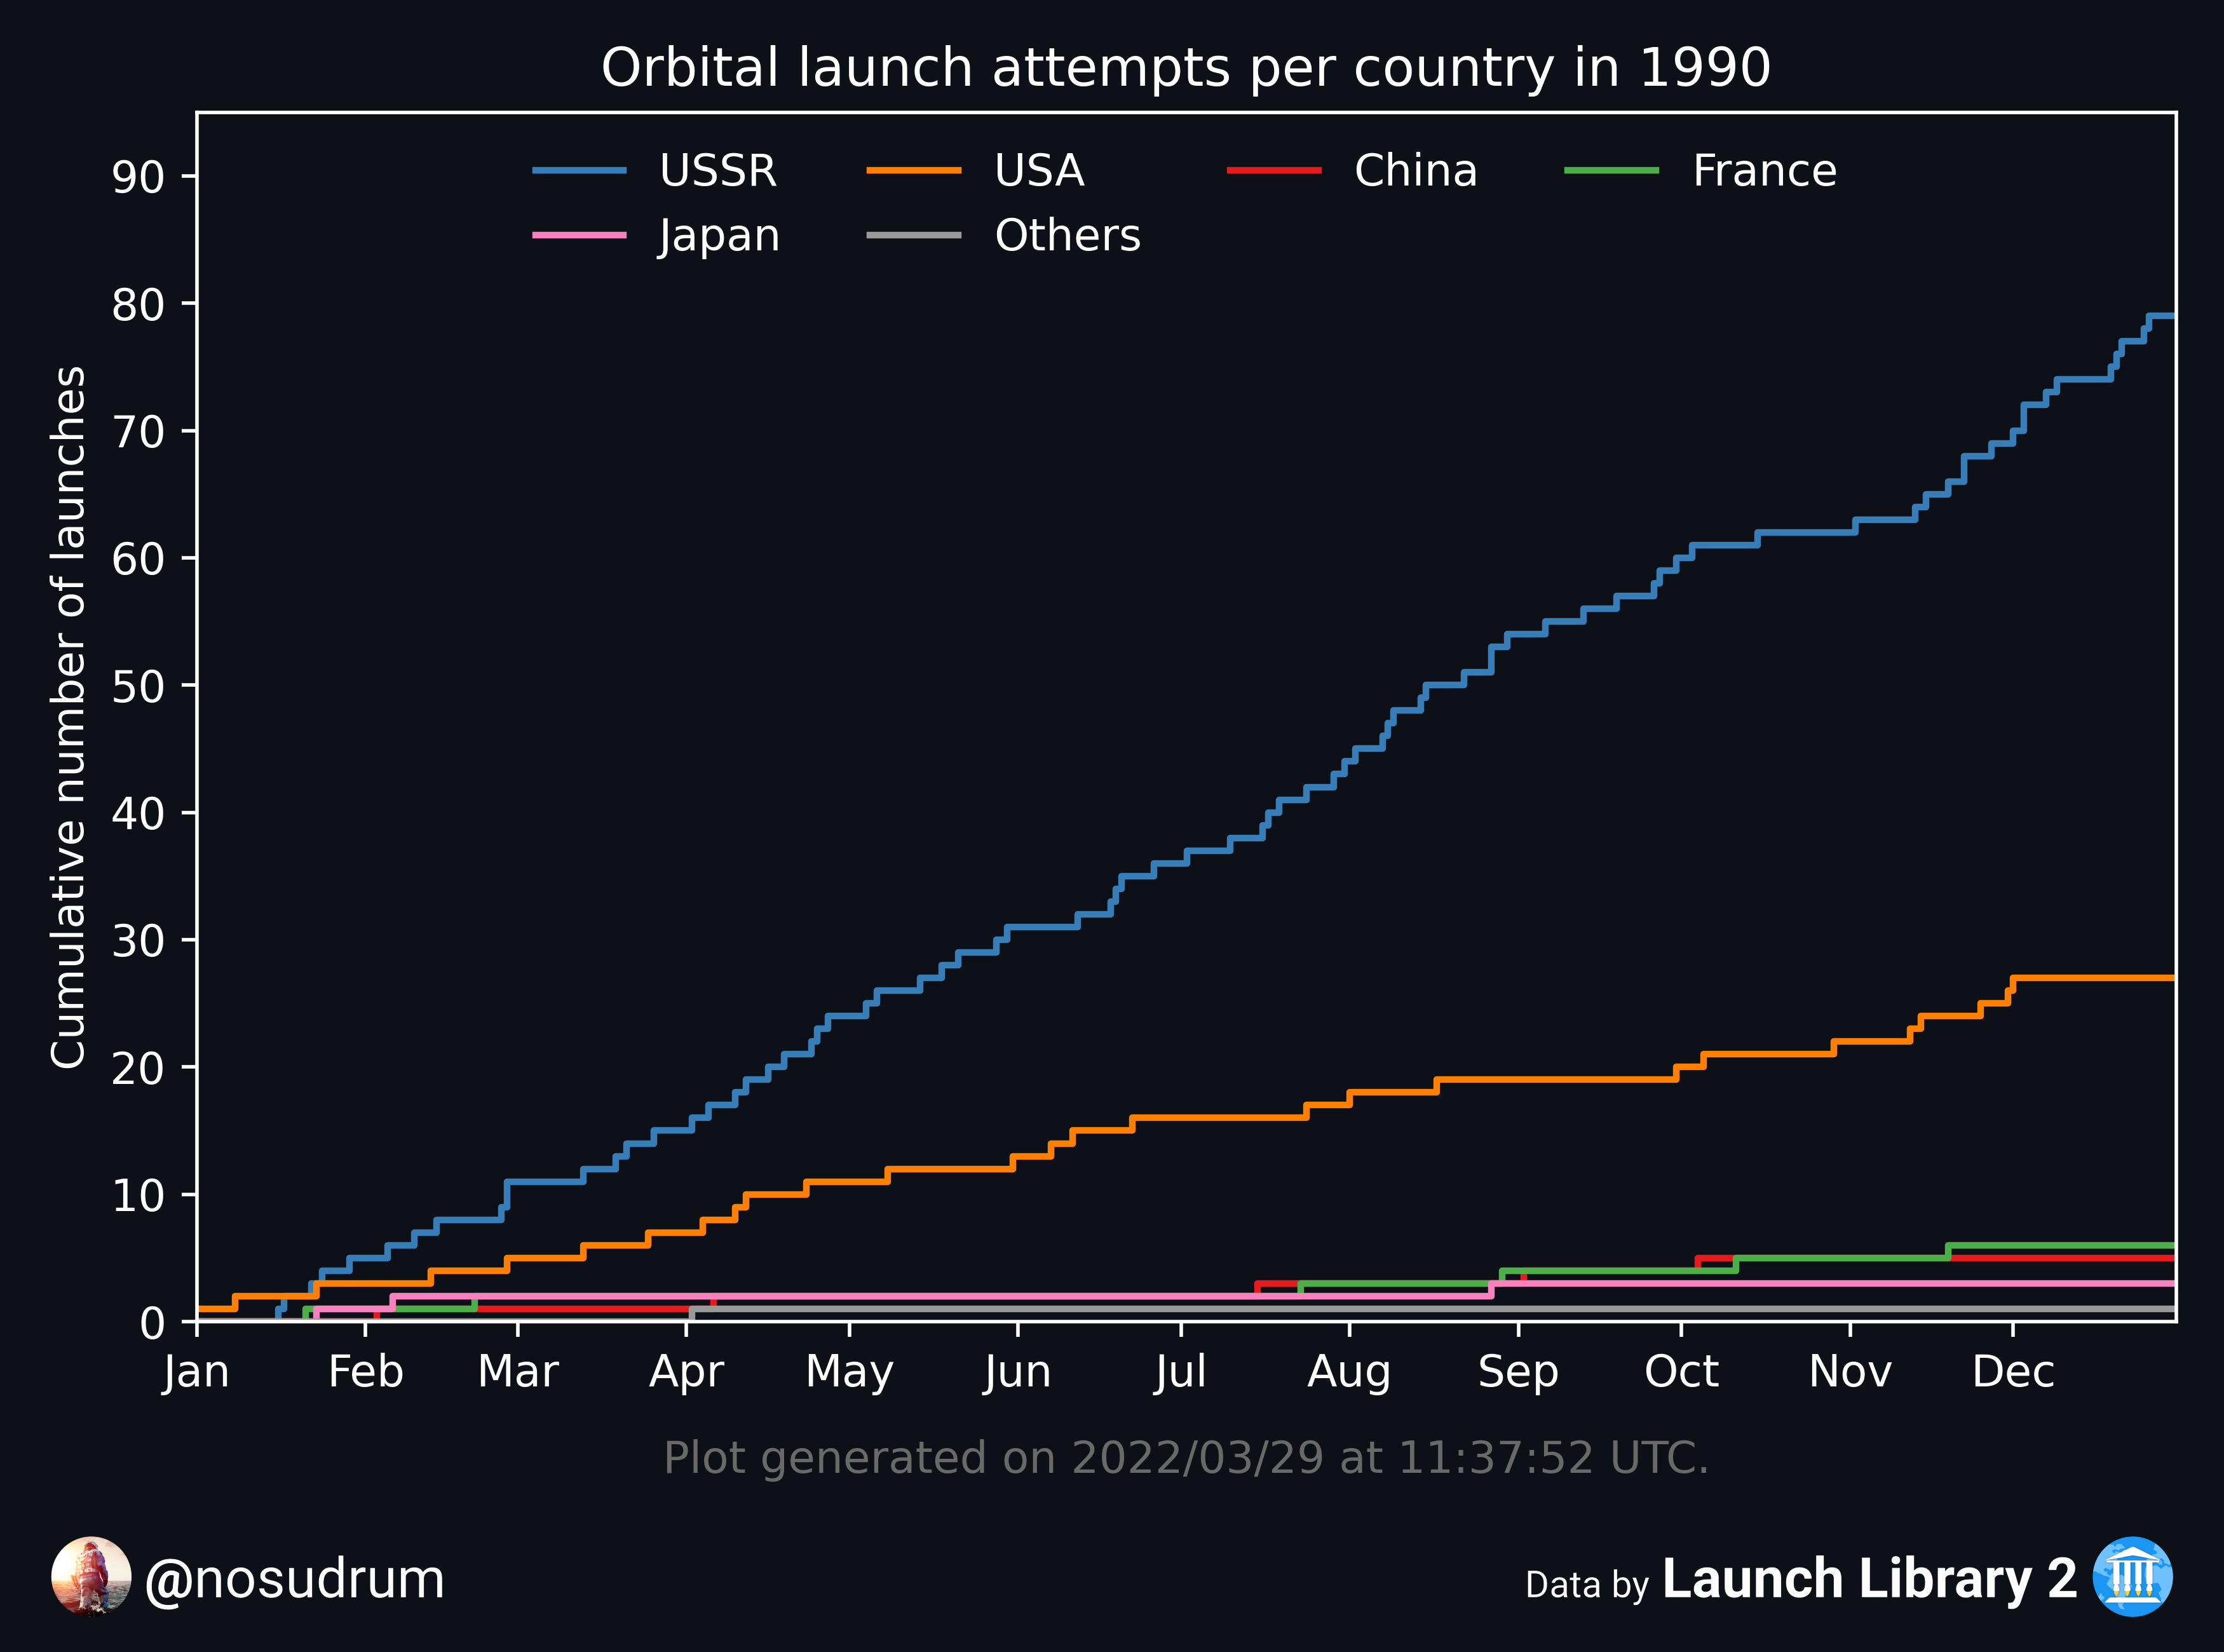 Orbital launch attempts per country in 1990
USSR USA China France
Japan Others
Cumulative number of launches
90
80
70
60
50
40
30
20
10
0
Jan Feb Mar Apr May Jun Jul Aug Sep Oct Nov Dec
Plot generated on 2022/03/29 at 11:37:52 UTC.
@nosudrum
Data by Launch Library 2